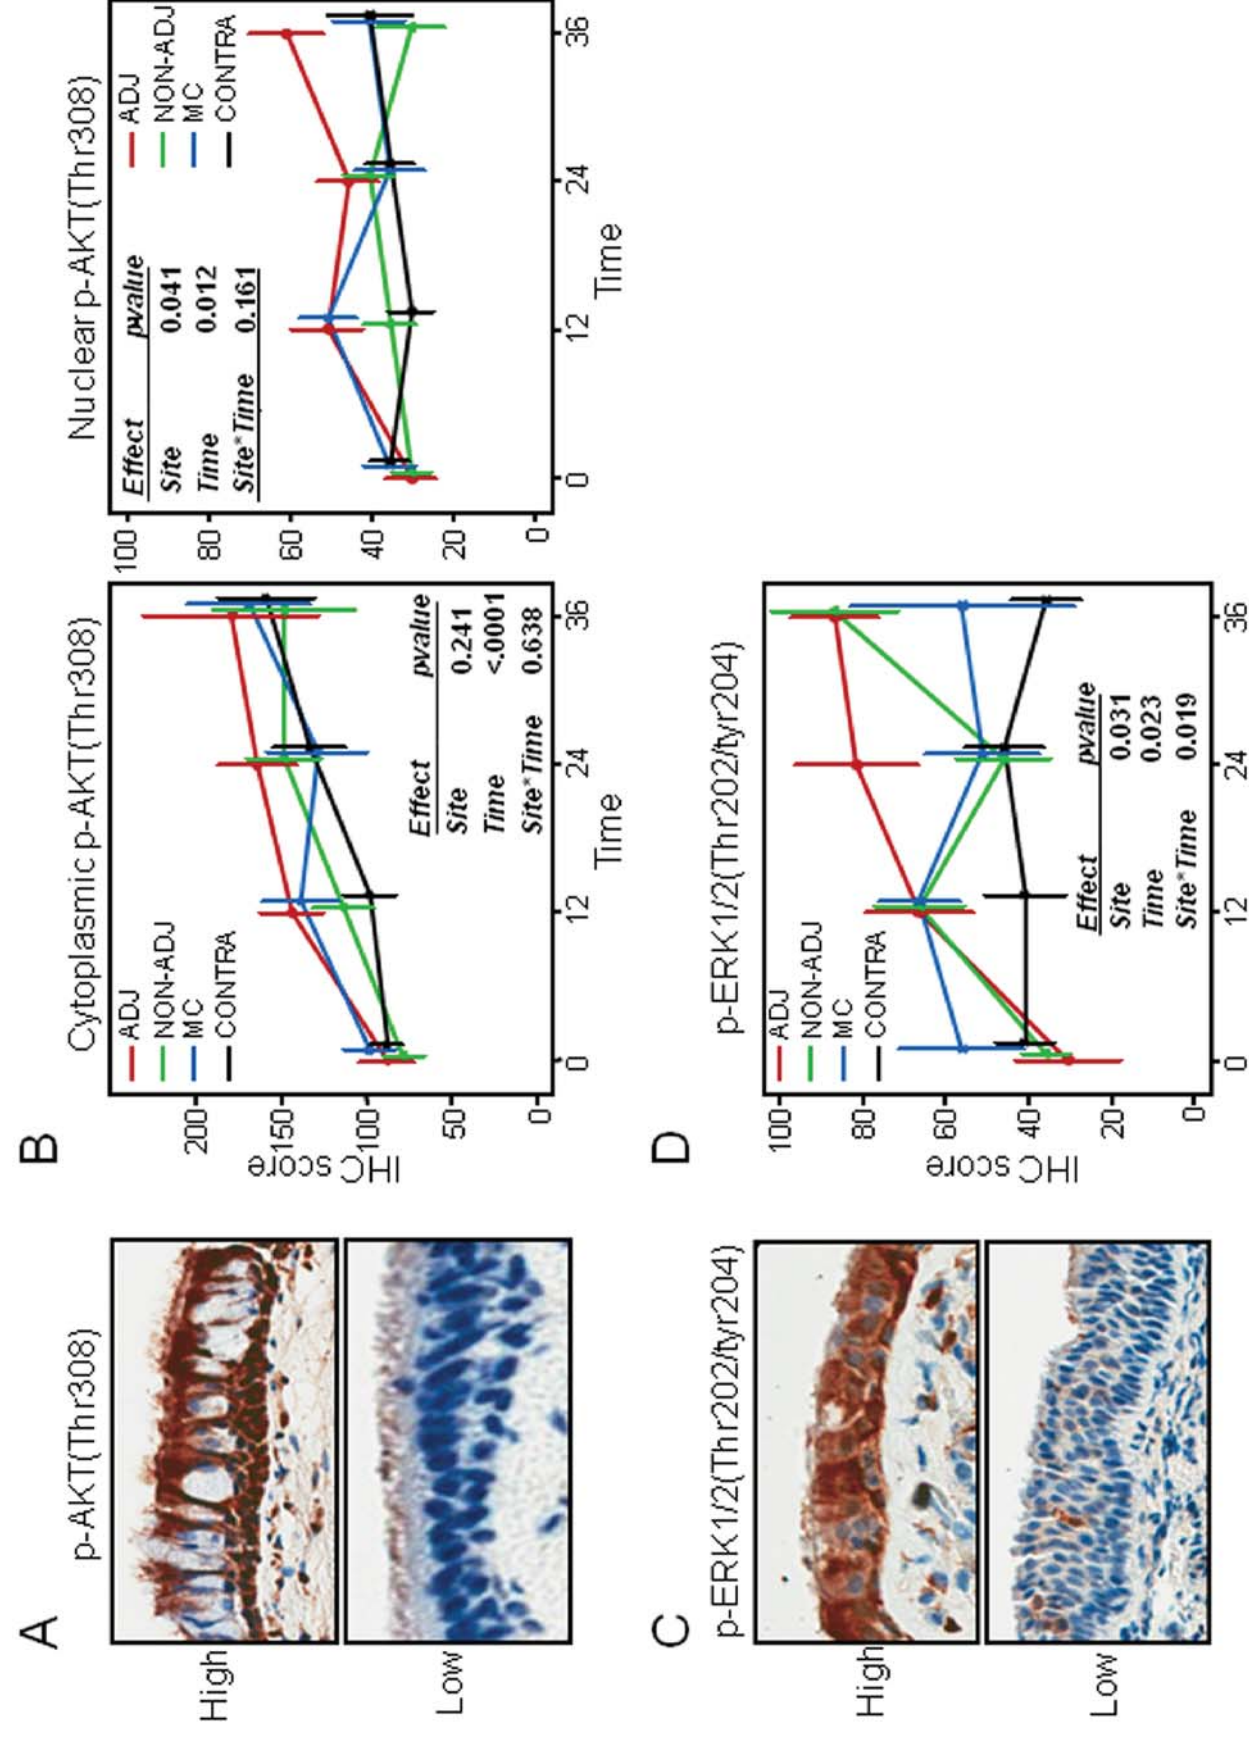 A
p-AKT(Thr308)
High
Low
B
Cytoplasmic p-AKT(Thr308)
IHC score
200
150
100
50
0
ADJ
NON-ADJ
MC
CONTRA
Effect pvalue
Site 0.241
Time <.0001
Site*Time 0.638
0 12 24 36
Time
Nuclear p-AKT(Thr308)
100
80
60
40
20
0
Effect pvalue
Site 0.041
Time 0.012
Site*Time 0.161
ADJ
NON-ADJ
MC
CONTRA
0 12 24 36
Time
C
p-ERK1/2(Thr202/tyr204)
High
Low
D
p-ERK1/2(Thr202/tyr204)
IHC score
100
80
60
40
20
0
ADJ
NON-ADJ
MC
CONTRA
Effect pvalue
Site 0.031
Time 0.023
Site*Time 0.019
0 12 24 36